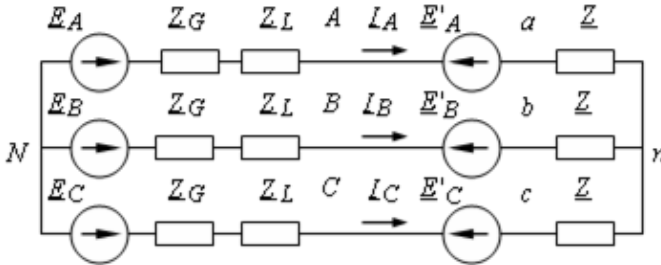 E_A Z_G Z_L A I_A E'_A a Z
E_B Z_G Z_L B I_B E'_B b Z
N n
E_C Z_G Z_L C I_C E'_C c Z